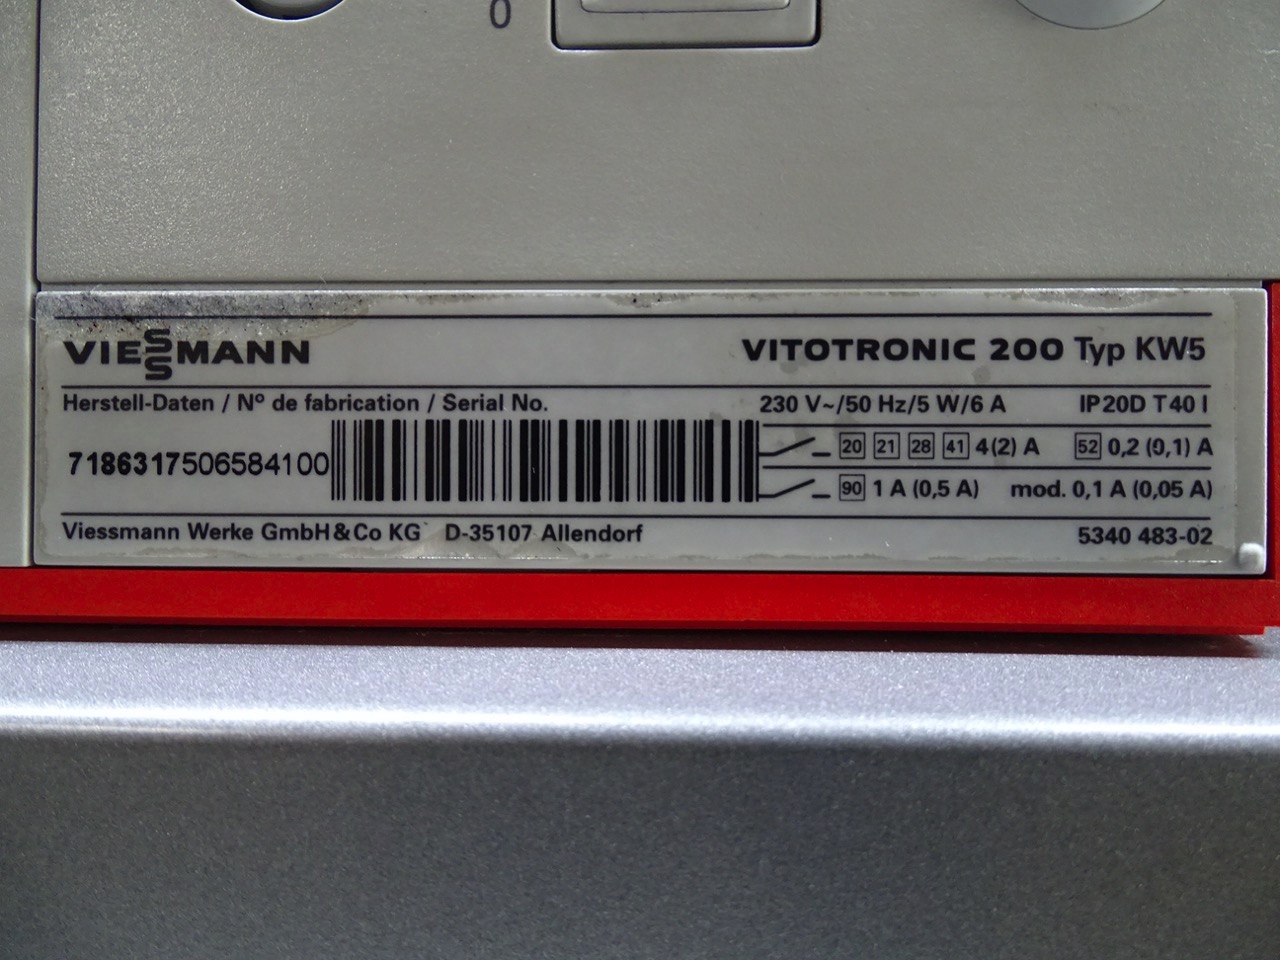 0
VIESSMANN
VITOTRONIC 200 Typ KW5
Herstell-Daten / Nº de fabrication / Serial No.
230 V~/50 Hz/5 W/6 A IP20D T40 I
7186317506584100
20 21 28 41 4(2) A 52 0,2 (0,1) A
90 1 A (0,5 A) mod. 0,1 A (0,05 A)
Viessmann Werke GmbH&Co KG D-35107 Allendorf
5340 483-02